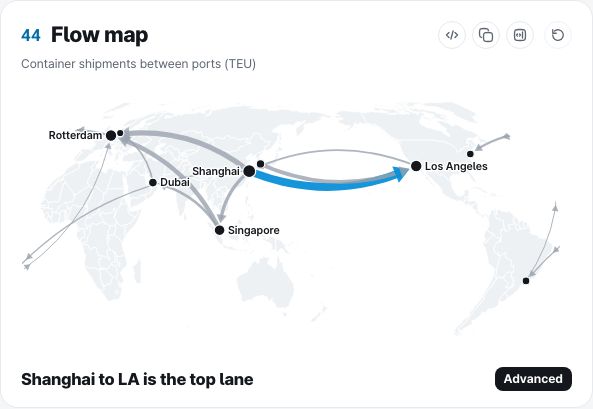 44 Flow map
Container shipments between ports (TEU)
Rotterdam
Dubai
Shanghai
Los Angeles
Singapore
Shanghai to LA is the top lane
Advanced